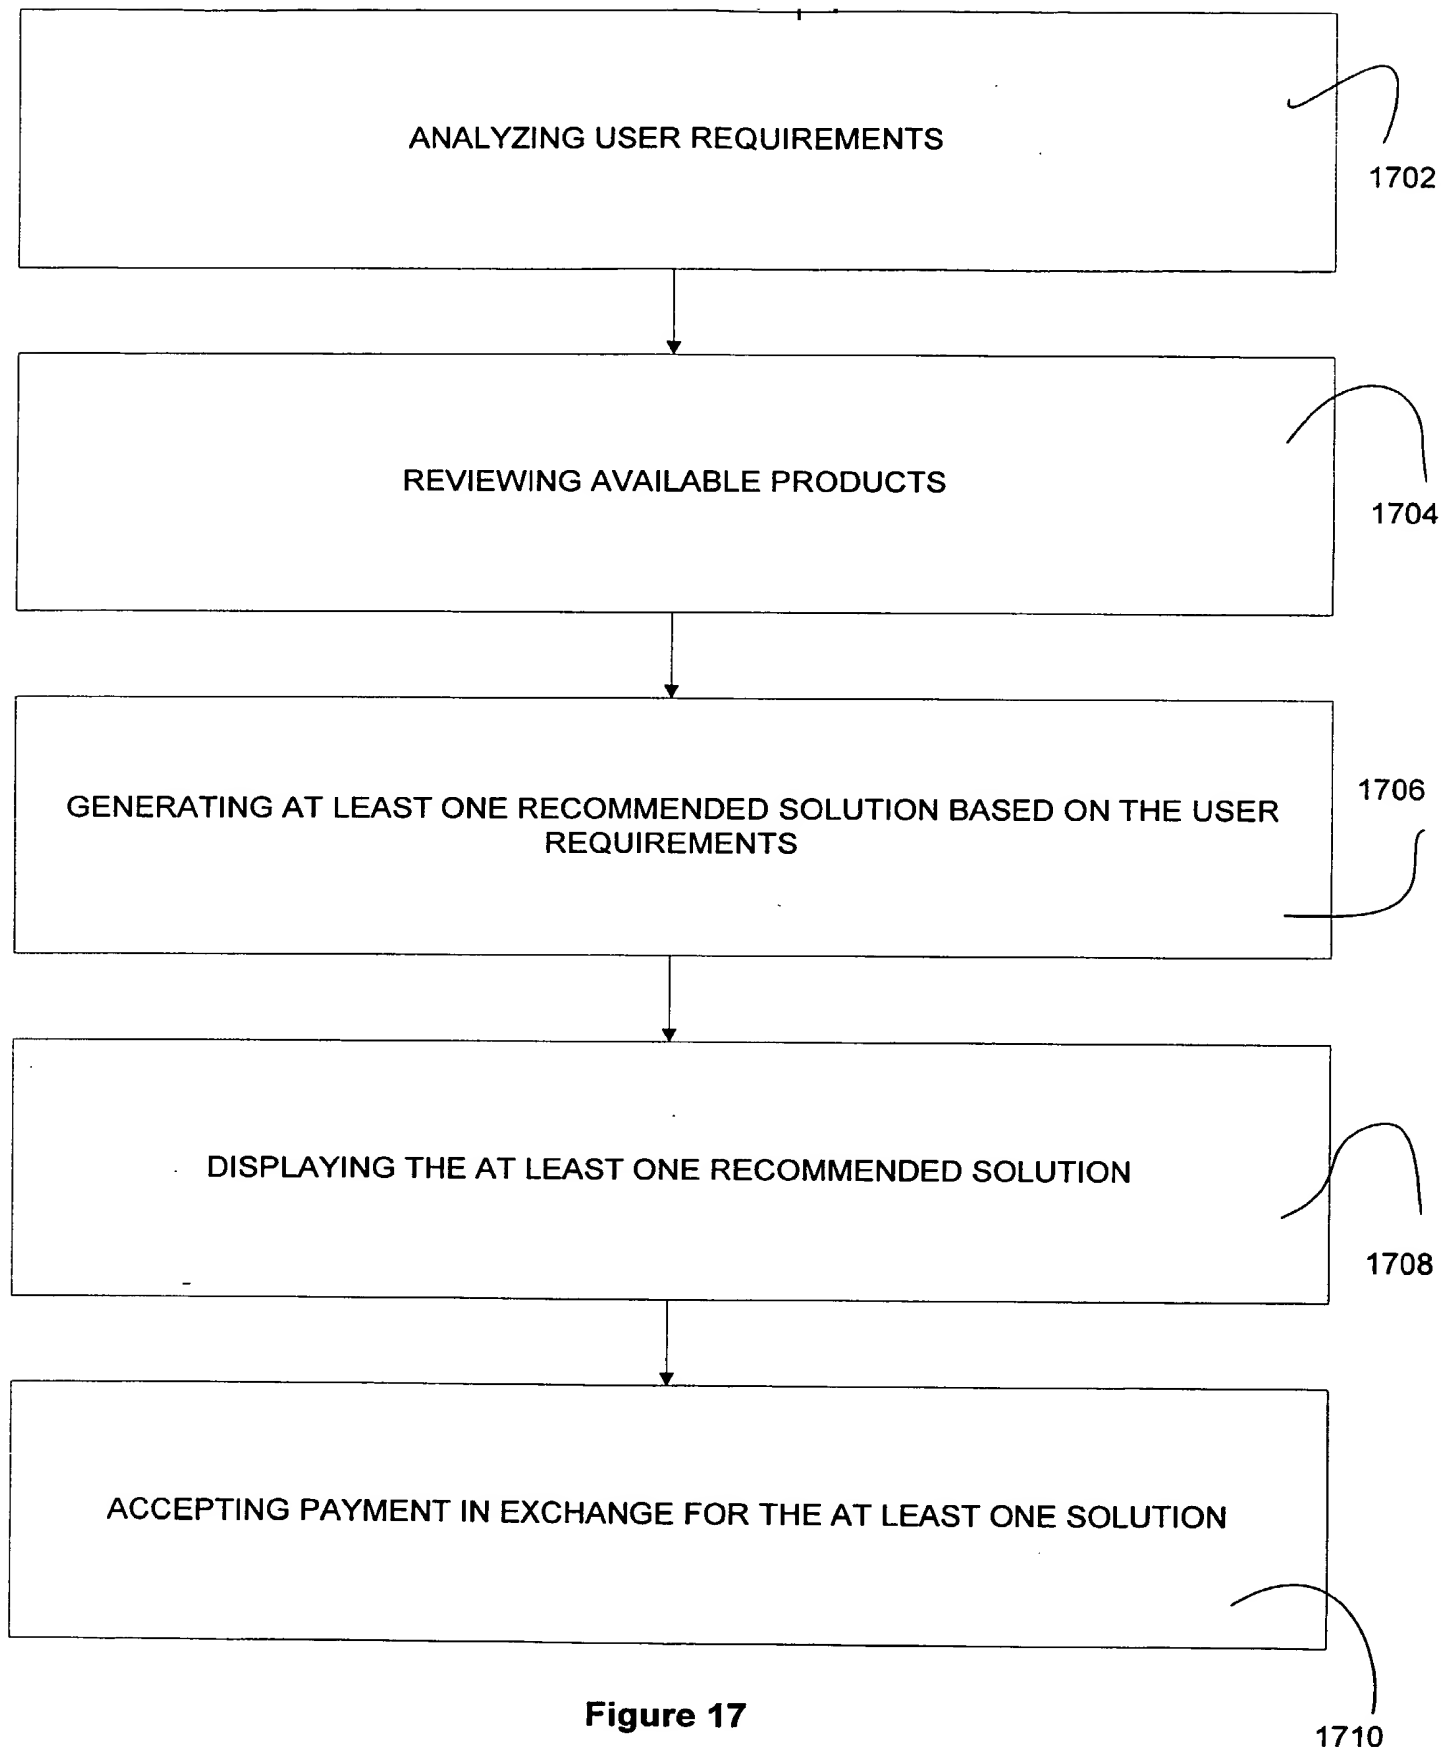 ANALYZING USER REQUIREMENTS
1702
REVIEWING AVAILABLE PRODUCTS
1704
GENERATING AT LEAST ONE RECOMMENDED SOLUTION BASED ON THE USER
REQUIREMENTS
1706
DISPLAYING THE AT LEAST ONE RECOMMENDED SOLUTION
1708
ACCEPTING PAYMENT IN EXCHANGE FOR THE AT LEAST ONE SOLUTION
Figure 17
1710